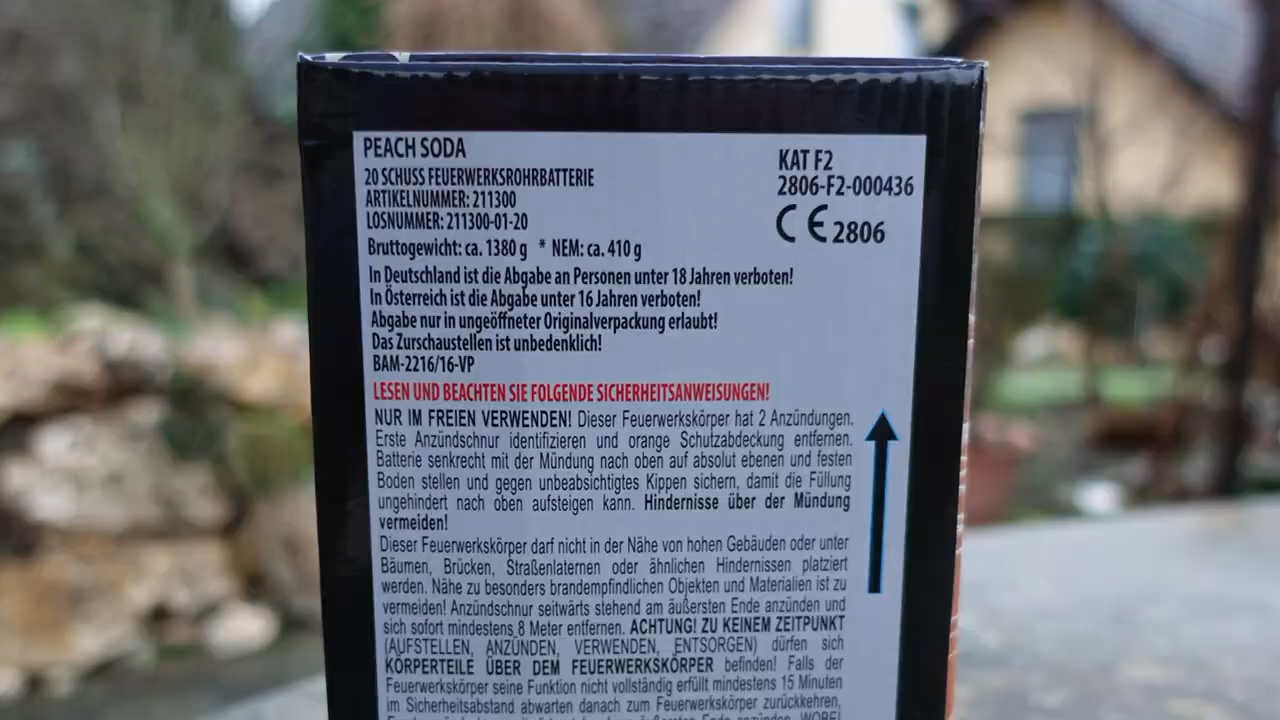 PEACH SODA
20 SCHUSS FEUERWERKSROHRBATTERIE
ARTIKELNUMMER: 211300
LOSNUMMER: 211300-01-20
Bruttogewicht: ca. 1380 g * NEM: ca. 410 g
KAT F2
2806-F2-000436
CE 2806
In Deutschland ist die Abgabe an Personen unter 18 Jahren verboten!
In Österreich ist die Abgabe unter 16 Jahren verboten!
Abgabe nur in ungeöffneter Originalverpackung erlaubt!
Das Zurschaustellen ist unbedenklich!
BAM-2216/16-VP
LESEN UND BEACHTEN SIE FOLGENDE SICHERHEITSANWEISUNGEN!
NUR IM FREIEN VERWENDEN! Dieser Feuerwerkskörper hat 2 Anzündungen.
Erste Anzündschnur identifizieren und orange Schutzabdeckung entfernen.
Batterie senkrecht mit der Mündung nach oben auf absolut ebenen und festen
Boden stellen und gegen unbeabsichtigtes Kippen sichern, damit die Füllung
ungehindert nach oben aufsteigen kann. Hindernisse über der Mündung
vermeiden!
Dieser Feuerwerkskörper darf nicht in der Nähe von hohen Gebäuden oder unter
Bäumen, Brücken, Straßenlaternen oder ähnlichen Hindernissen platziert
werden. Nähe zu besonders brandempfindlichen Objekten und Materialien ist zu
vermeiden! Anzündschnur seitwärts stehend am äußersten Ende anzünden und
sich sofort mindestens 8 Meter entfernen. ACHTUNG! ZU KEINEM ZEITPUNKT
(AUFSTELLEN, ANZÜNDEN, VERWENDEN, ENTSORGEN) dürfen sich
KÖRPERTEILE ÜBER DEM FEUERWERKSKÖRPER befinden! Falls der
Feuerwerkskörper seine Funktion nicht vollständig erfüllt mindestens 15 Minuten
im Sicherheitsabstand abwarten danach zum Feuerwerkskörper zurückkehren,